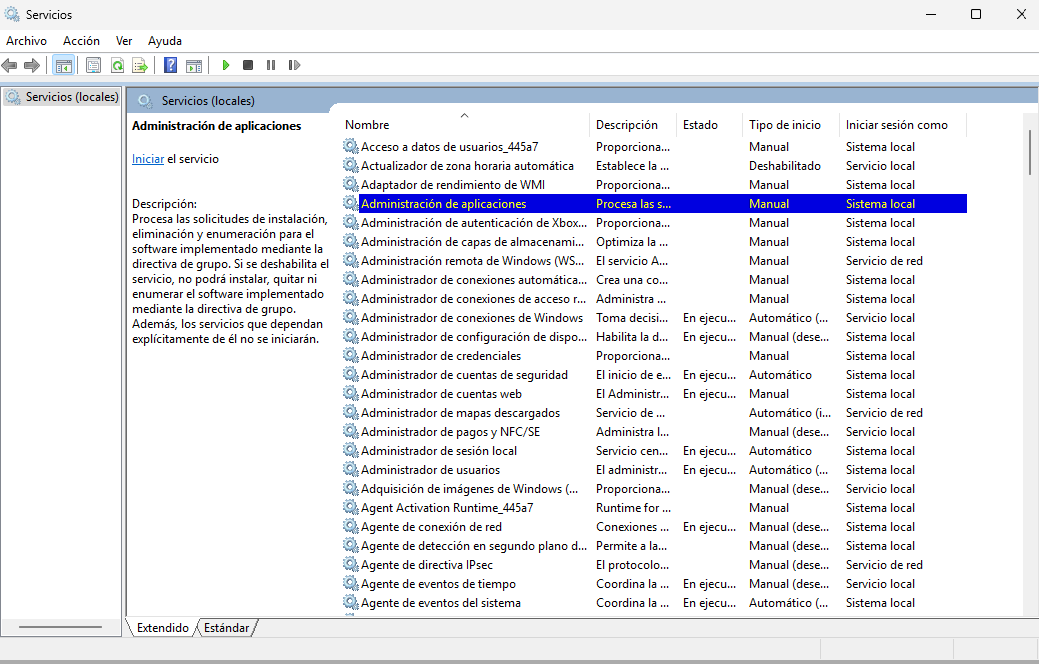 Servicios
Archivo Acción Ver Ayuda
Servicios (locales)
Servicios (locales)
Administración de aplicaciones
Iniciar el servicio
Descripción:
Procesa las solicitudes de instalación,
eliminación y enumeración para el
software implementado mediante la
directiva de grupo. Si se deshabilita el
servicio, no podrá instalar, quitar ni
enumerar el software implementado
mediante la directiva de grupo.
Además, los servicios que dependan
explícitamente de él no se iniciarán.
Nombre Descripción Estado Tipo de inicio Iniciar sesión como
Acceso a datos de usuarios_445a7 Proporciona... Manual Sistema local
Actualizador de zona horaria automática Establece la ... Deshabilitado Servicio local
Adaptador de rendimiento de WMI Proporciona... Manual Sistema local
Administración de aplicaciones Procesa las s... Manual Sistema local
Administración de autenticación de Xbox... Proporciona... Manual Sistema local
Administración de capas de almacenami... Optimiza la ... Manual Sistema local
Administración remota de Windows (WS... El servicio A... Manual Servicio de red
Administrador de conexiones automática... Crea una co... Manual Sistema local
Administrador de conexiones de acceso r... Administra ... Manual Sistema local
Administrador de conexiones de Windows Toma decisi... En ejecu... Automático (... Servicio local
Administrador de configuración de dispo... Habilita la d... En ejecu... Manual (dese... Sistema local
Administrador de credenciales Proporciona... Manual Sistema local
Administrador de cuentas de seguridad El inicio de e... En ejecu... Automático Sistema local
Administrador de cuentas web El Administr... En ejecu... Manual Sistema local
Administrador de mapas descargados Servicio de ... Automático (i... Servicio de red
Administrador de pagos y NFC/SE Administra l... Manual (dese... Servicio local
Administrador de sesión local Servicio cen... En ejecu... Automático Sistema local
Administrador de usuarios El administr... En ejecu... Automático (... Sistema local
Adquisición de imágenes de Windows (... Proporciona... Manual (dese... Servicio local
Agent Activation Runtime_445a7 Runtime for ... Manual Sistema local
Agente de conexión de red Conexiones ... En ejecu... Manual (dese... Sistema local
Agente de detección en segundo plano d... Permite a la... Manual (dese... Sistema local
Agente de directiva IPsec El protocolo... Manual (dese... Servicio de red
Agente de eventos de tiempo Coordina la ... En ejecu... Manual (dese... Servicio local
Agente de eventos del sistema Coordina la ... En ejecu... Automático (... Sistema local
Extendido Estándar